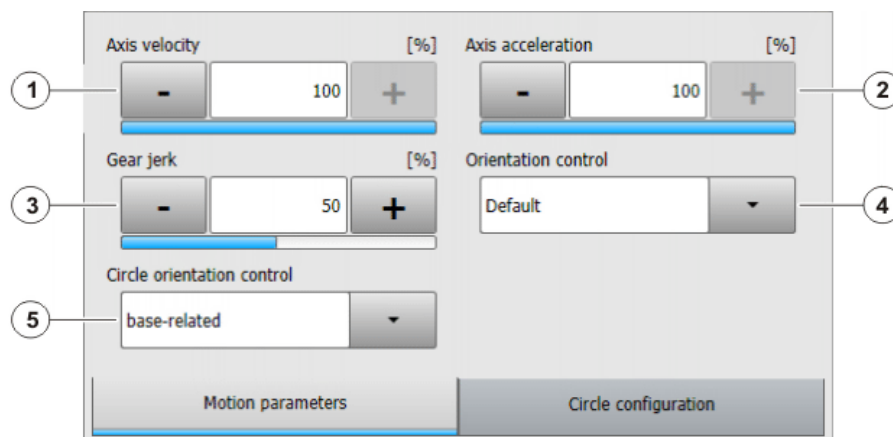 Axis velocity [%] Axis acceleration [%]
1 - 100 + - 100 + 2
Gear jerk [%] Orientation control
3 - 50 + Default 4
Circle orientation control
5 base-related
Motion parameters Circle configuration